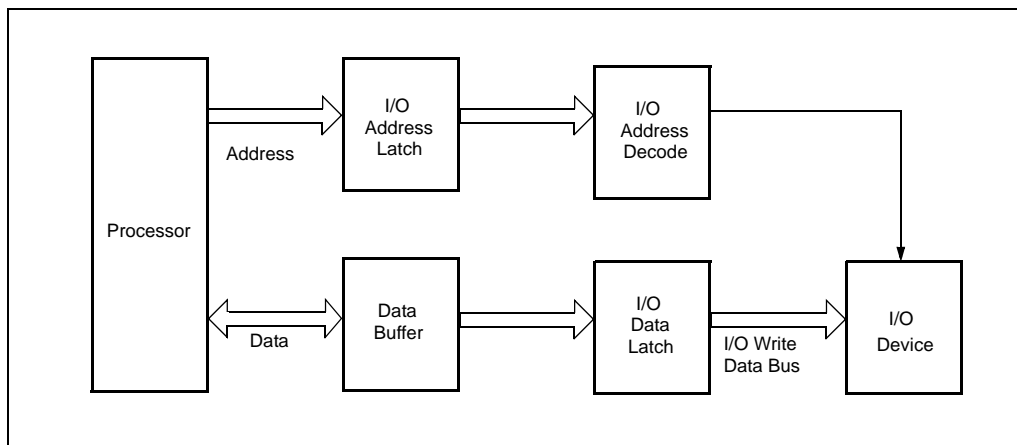 Processor
Address
I/O
Address
Latch
I/O
Address
Decode
Data
Data
Buffer
I/O
Data
Latch
I/O Write
Data Bus
I/O
Device